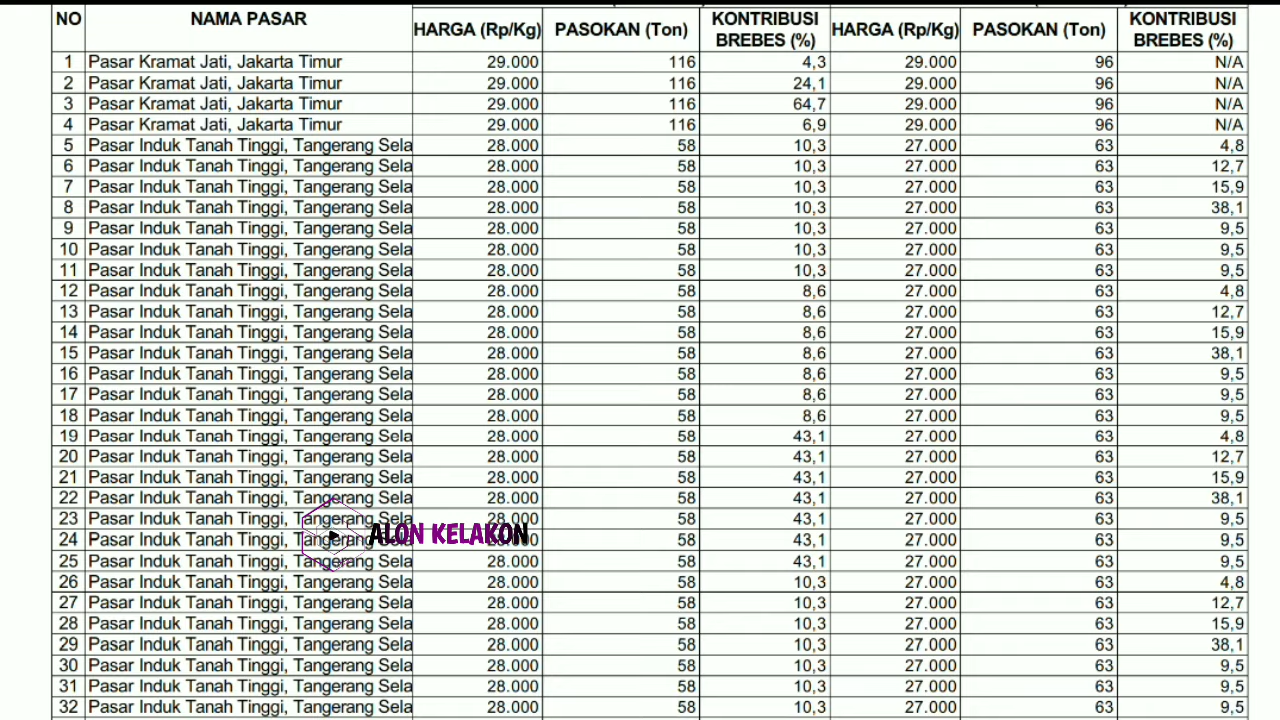 NO NAMA PASAR HARGA (Rp/Kg) PASOKAN (Ton) KONTRIBUSI BREBES (%) HARGA (Rp/Kg) PASOKAN (Ton) KONTRIBUSI BREBES (%)
1 Pasar Kramat Jati, Jakarta Timur 29.000 116 4,3 29.000 96 N/A
2 Pasar Kramat Jati, Jakarta Timur 29.000 116 24,1 29.000 96 N/A
3 Pasar Kramat Jati, Jakarta Timur 29.000 116 64,7 29.000 96 N/A
4 Pasar Kramat Jati, Jakarta Timur 29.000 116 6,9 29.000 96 N/A
5 Pasar Induk Tanah Tinggi, Tangerang Sela 28.000 58 10,3 27.000 63 4,8
6 Pasar Induk Tanah Tinggi, Tangerang Sela 28.000 58 10,3 27.000 63 12,7
7 Pasar Induk Tanah Tinggi, Tangerang Sela 28.000 58 10,3 27.000 63 15,9
8 Pasar Induk Tanah Tinggi, Tangerang Sela 28.000 58 10,3 27.000 63 38,1
9 Pasar Induk Tanah Tinggi, Tangerang Sela 28.000 58 10,3 27.000 63 9,5
10 Pasar Induk Tanah Tinggi, Tangerang Sela 28.000 58 10,3 27.000 63 9,5
11 Pasar Induk Tanah Tinggi, Tangerang Sela 28.000 58 10,3 27.000 63 9,5
12 Pasar Induk Tanah Tinggi, Tangerang Sela 28.000 58 8,6 27.000 63 4,8
13 Pasar Induk Tanah Tinggi, Tangerang Sela 28.000 58 8,6 27.000 63 12,7
14 Pasar Induk Tanah Tinggi, Tangerang Sela 28.000 58 8,6 27.000 63 15,9
15 Pasar Induk Tanah Tinggi, Tangerang Sela 28.000 58 8,6 27.000 63 38,1
16 Pasar Induk Tanah Tinggi, Tangerang Sela 28.000 58 8,6 27.000 63 9,5
17 Pasar Induk Tanah Tinggi, Tangerang Sela 28.000 58 8,6 27.000 63 9,5
18 Pasar Induk Tanah Tinggi, Tangerang Sela 28.000 58 8,6 27.000 63 9,5
19 Pasar Induk Tanah Tinggi, Tangerang Sela 28.000 58 43,1 27.000 63 4,8
20 Pasar Induk Tanah Tinggi, Tangerang Sela 28.000 58 43,1 27.000 63 12,7
21 Pasar Induk Tanah Tinggi, Tangerang Sela 28.000 58 43,1 27.000 63 15,9
22 Pasar Induk Tanah Tinggi, Tangerang Sela 28.000 58 43,1 27.000 63 38,1
23 Pasar Induk Tanah Tinggi, Tangerang Sela 28.000 58 43,1 27.000 63 9,5
ALON KELAKON
24 Pasar Induk Tanah Tinggi, Tangerang 58 43,1 27.000 63 9,5
25 Pasar Induk Tanah Tinggi, Tangerang Sela 28.000 58 43,1 27.000 63 9,5
26 Pasar Induk Tanah Tinggi, Tangerang Sela 28.000 58 10,3 27.000 63 4,8
27 Pasar Induk Tanah Tinggi, Tangerang Sela 28.000 58 10,3 27.000 63 12,7
28 Pasar Induk Tanah Tinggi, Tangerang Sela 28.000 58 10,3 27.000 63 15,9
29 Pasar Induk Tanah Tinggi, Tangerang Sela 28.000 58 10,3 27.000 63 38,1
30 Pasar Induk Tanah Tinggi, Tangerang Sela 28.000 58 10,3 27.000 63 9,5
31 Pasar Induk Tanah Tinggi, Tangerang Sela 28.000 58 10,3 27.000 63 9,5
32 Pasar Induk Tanah Tinggi, Tangerang Sela 28.000 58 10,3 27.000 63 9,5